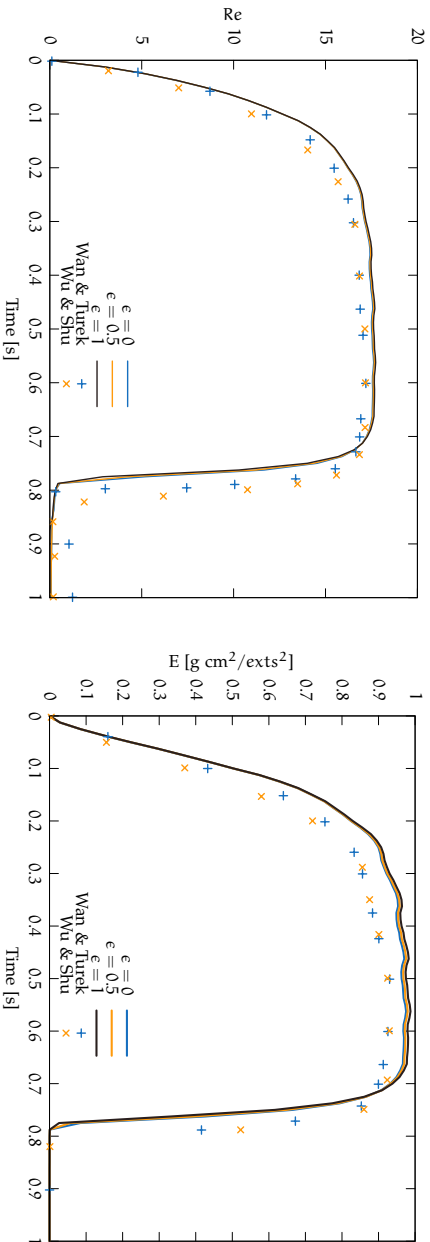 Re
20
15
10
5
0
ϵ = 0
ϵ = 0.5
ϵ = 1
Wan & Turek
Wu & Shu
0 0.1 0.2 0.3 0.4 0.5 0.6 0.7 0.8 0.9 1
Time [s]
E [g cm²/exts²]
1
0.9
0.8
0.7
0.6
0.5
0.4
0.3
0.2
0.1
0
ϵ = 0
ϵ = 0.5
ϵ = 1
Wan & Turek
Wu & Shu
0 0.1 0.2 0.3 0.4 0.5 0.6 0.7 0.8 0.9 1
Time [s]